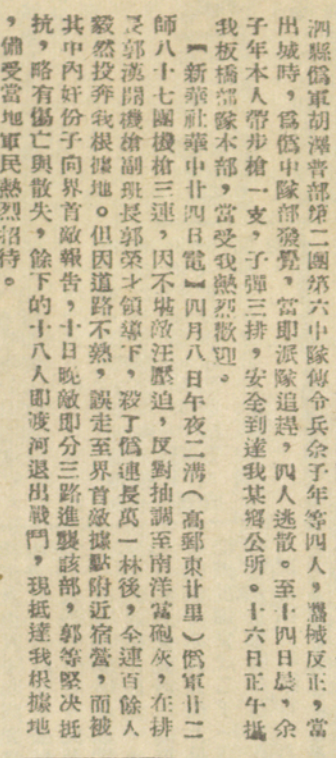 泗縣僞軍胡澤普部第二團第六中隊傳令兵余子年等四人，器械反正，當
出城時，爲僞中隊部發覺，當即派隊追趕，四人逃散。至十四日晨，余
子年本人帶步槍一支，子彈三排，安全到達我某鄉公所。十六日正午抵
我板橋部隊本部，當受我熱烈歡迎。
【新華社華中廿四日電】四月八日午夜二溝（高郵東廿里）僞軍廿二
師八十七團機槍三連，因不堪敵汪壓迫，反對抽調至南洋當砲灰，在排
長郭漢開機槍副班長郭榮才領導下，殺了僞連長萬一林後，全連百餘人
毅然投奔我根據地。但因道路不熟，誤走至界首敵據點附近宿營，而被
其中內奸份子向界首敵報告，十日晚敵即分三路進襲該部，郭等堅决抵
抗，略有傷亡與散失，餘下的十八人即渡河退出戰鬥，現抵達我根據地
，備受當地軍民熱烈招待。